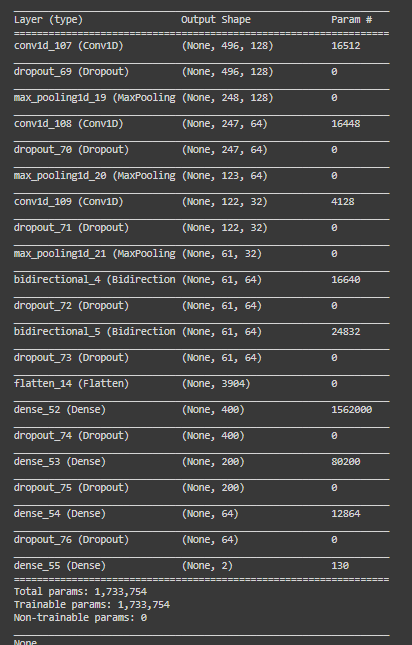 Layer (type) Output Shape Param #
conv1d_107 (Conv1D) (None, 496, 128) 16512
dropout_69 (Dropout) (None, 496, 128) 0
max_pooling1d_19 (MaxPooling (None, 248, 128) 0
conv1d_108 (Conv1D) (None, 247, 64) 16448
dropout_70 (Dropout) (None, 247, 64) 0
max_pooling1d_20 (MaxPooling (None, 123, 64) 0
conv1d_109 (Conv1D) (None, 122, 32) 4128
dropout_71 (Dropout) (None, 122, 32) 0
max_pooling1d_21 (MaxPooling (None, 61, 32) 0
bidirectional_4 (Bidirection (None, 61, 64) 16640
dropout_72 (Dropout) (None, 61, 64) 0
bidirectional_5 (Bidirection (None, 61, 64) 24832
dropout_73 (Dropout) (None, 61, 64) 0
flatten_14 (Flatten) (None, 3904) 0
dense_52 (Dense) (None, 400) 1562000
dropout_74 (Dropout) (None, 400) 0
dense_53 (Dense) (None, 200) 80200
dropout_75 (Dropout) (None, 200) 0
dense_54 (Dense) (None, 64) 12864
dropout_76 (Dropout) (None, 64) 0
dense_55 (Dense) (None, 2) 130
Total params: 1,733,754
Trainable params: 1,733,754
Non-trainable params: 0
None